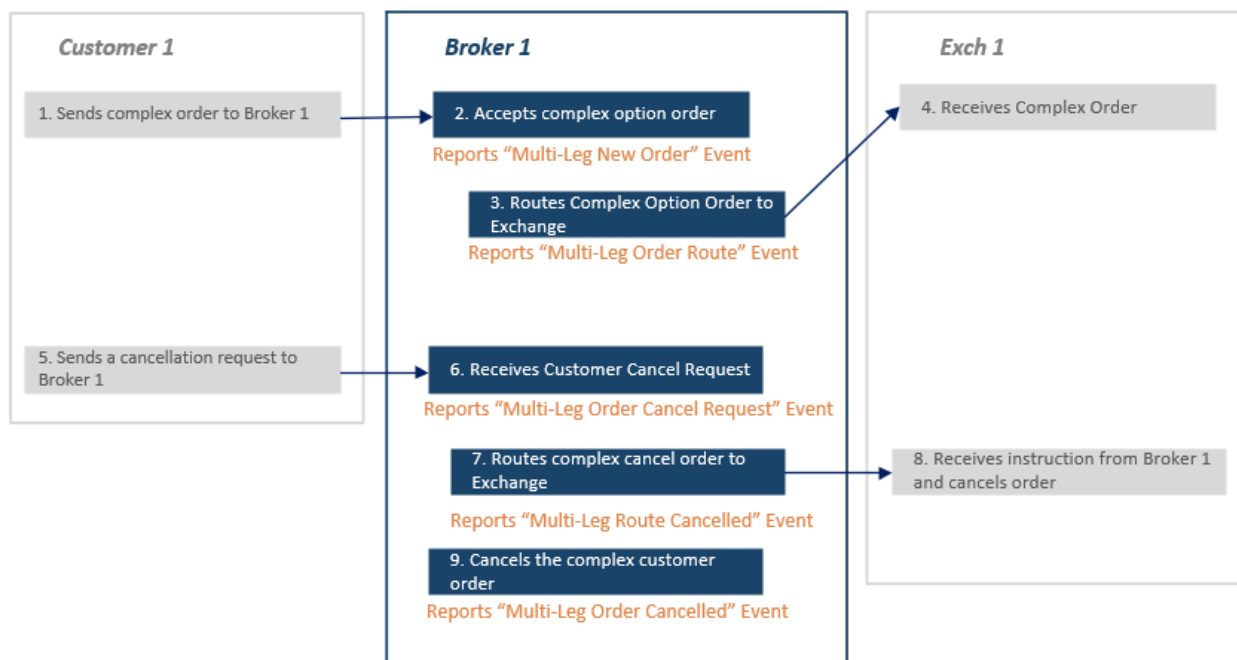 Customer 1
Broker 1
Exch 1
1. Sends complex order to Broker 1
2. Accepts complex option order
4. Receives Complex Order
Reports “Multi-Leg New Order” Event
3. Routes Complex Option Order to
Exchange
Reports “Multi-Leg Order Route” Event
5. Sends a cancellation request to
Broker 1
6. Receives Customer Cancel Request
Reports “Multi-Leg Order Cancel Request” Event
7. Routes complex cancel order to
Exchange
8. Receives instruction from Broker 1
and cancels order
Reports “Multi-Leg Route Cancelled” Event
9. Cancels the complex customer
order
Reports “Multi-Leg Order Cancelled” Event